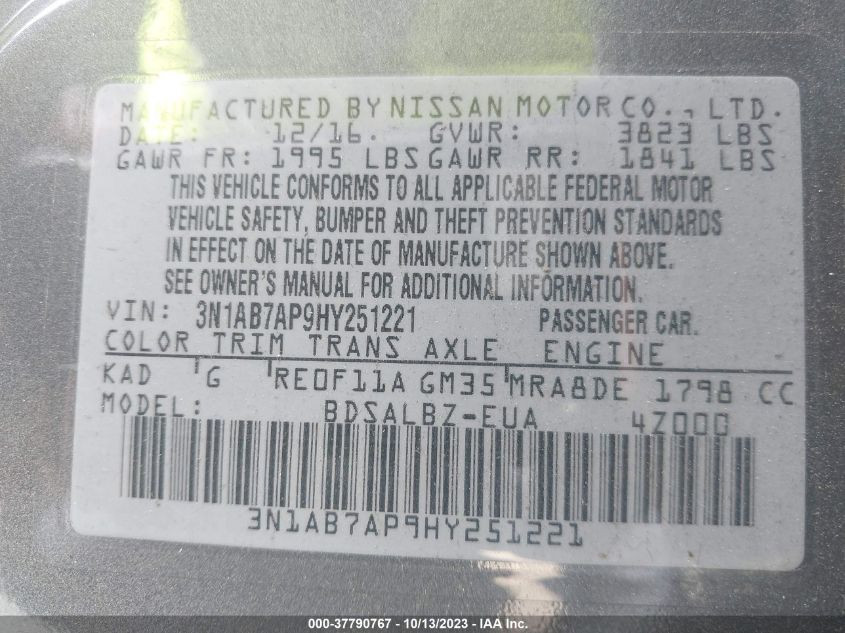 MANUFACTURED BY NISSAN MOTOR CO., LTD.
DATE: 12/16. GVWR: 3823 LBS
GAWR FR: 1995 LBS GAWR RR: 1841 LBS
THIS VEHICLE CONFORMS TO ALL APPLICABLE FEDERAL MOTOR
VEHICLE SAFETY, BUMPER AND THEFT PREVENTION STANDARDS
IN EFFECT ON THE DATE OF MANUFACTURE SHOWN ABOVE.
SEE OWNER'S MANUAL FOR ADDITIONAL INFORMATION.
VIN: 3N1AB7AP9HY251221 PASSENGER CAR.
COLOR TRIM TRANS AXLE ENGINE
KAD G RE0F11A GM35 MRA8DE 1798 CC
MODEL: BDSALBZ-EUA 4Z000
3N1AB7AP9HY251221
000-37790767 - 10/13/2023 - IAA Inc.